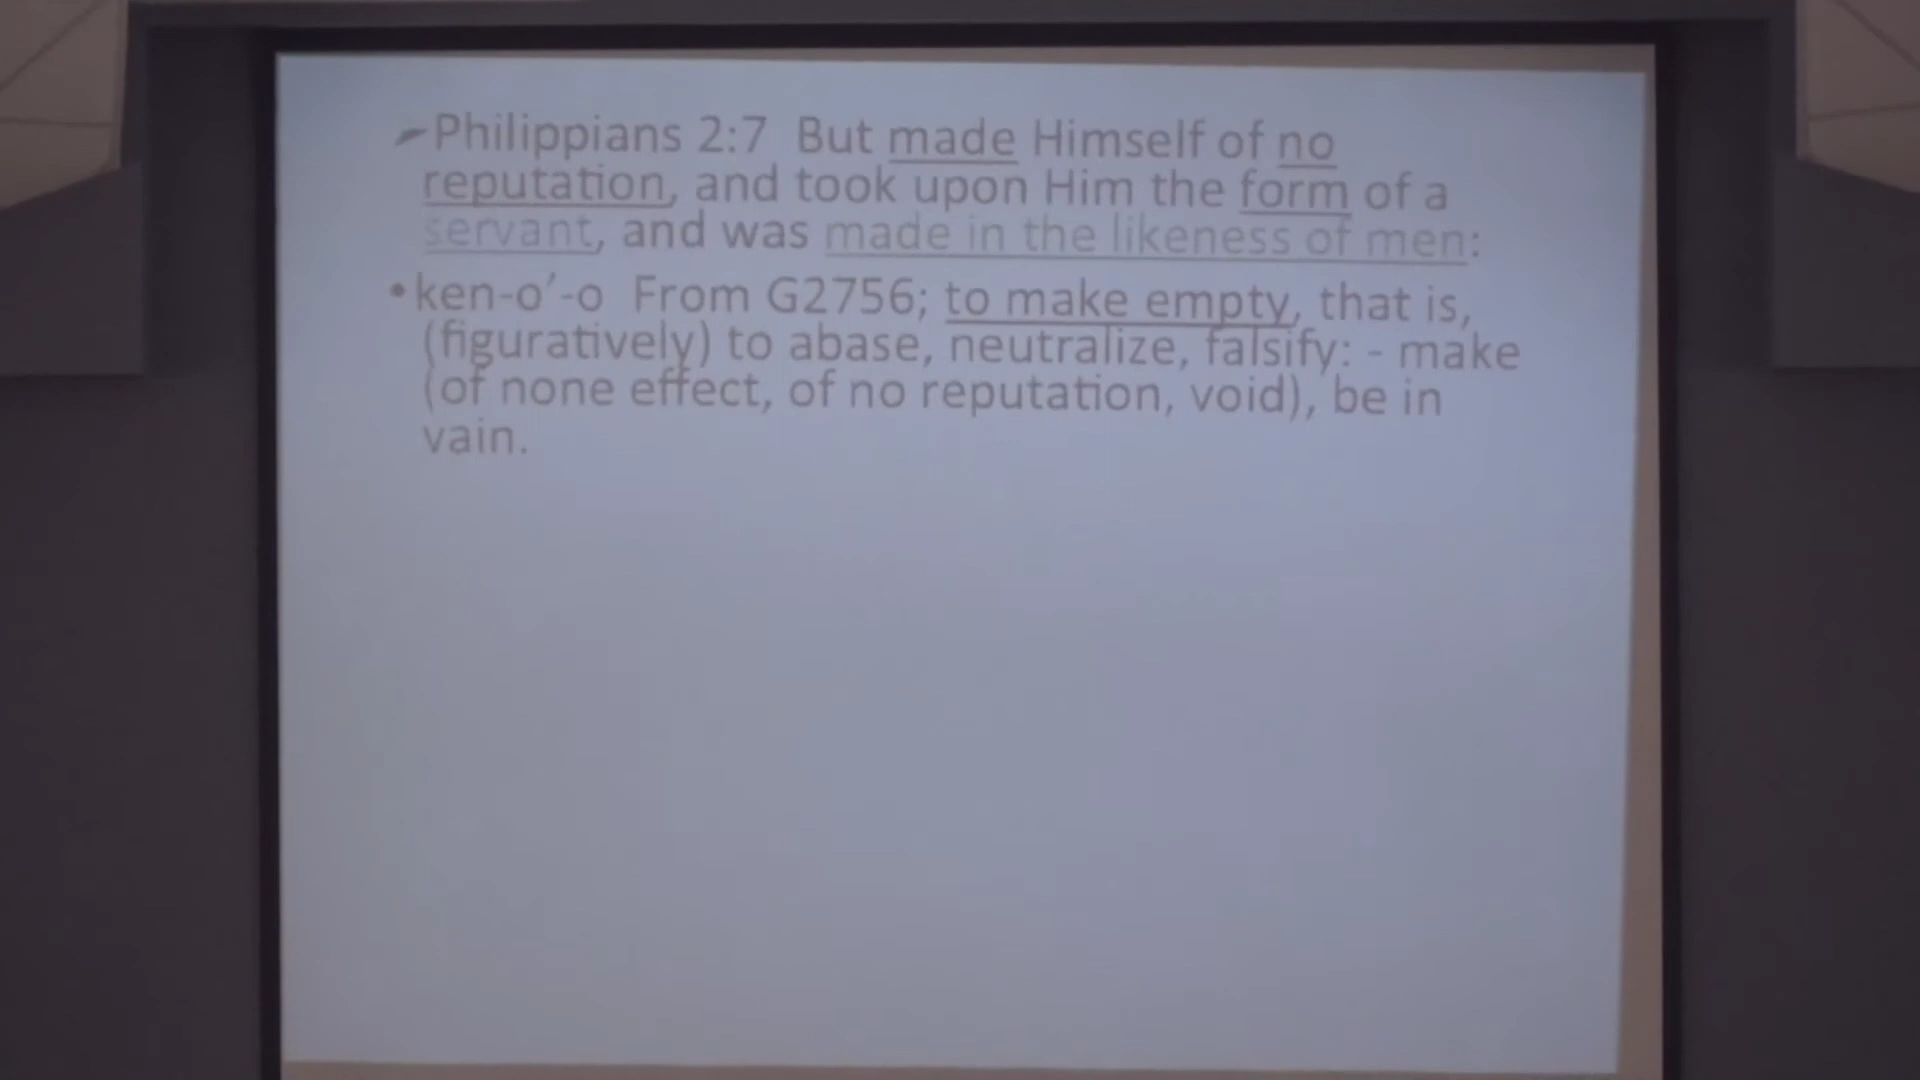 Philippians 2:7 But made Himself of no
reputation, and took upon Him the form of a
servant, and was made in the likeness of men:
•ken-o’-o From G2756; to make empty, that is,
(figuratively) to abase, neutralize, falsify: - make
(of none effect, of no reputation, void), be in
vain.